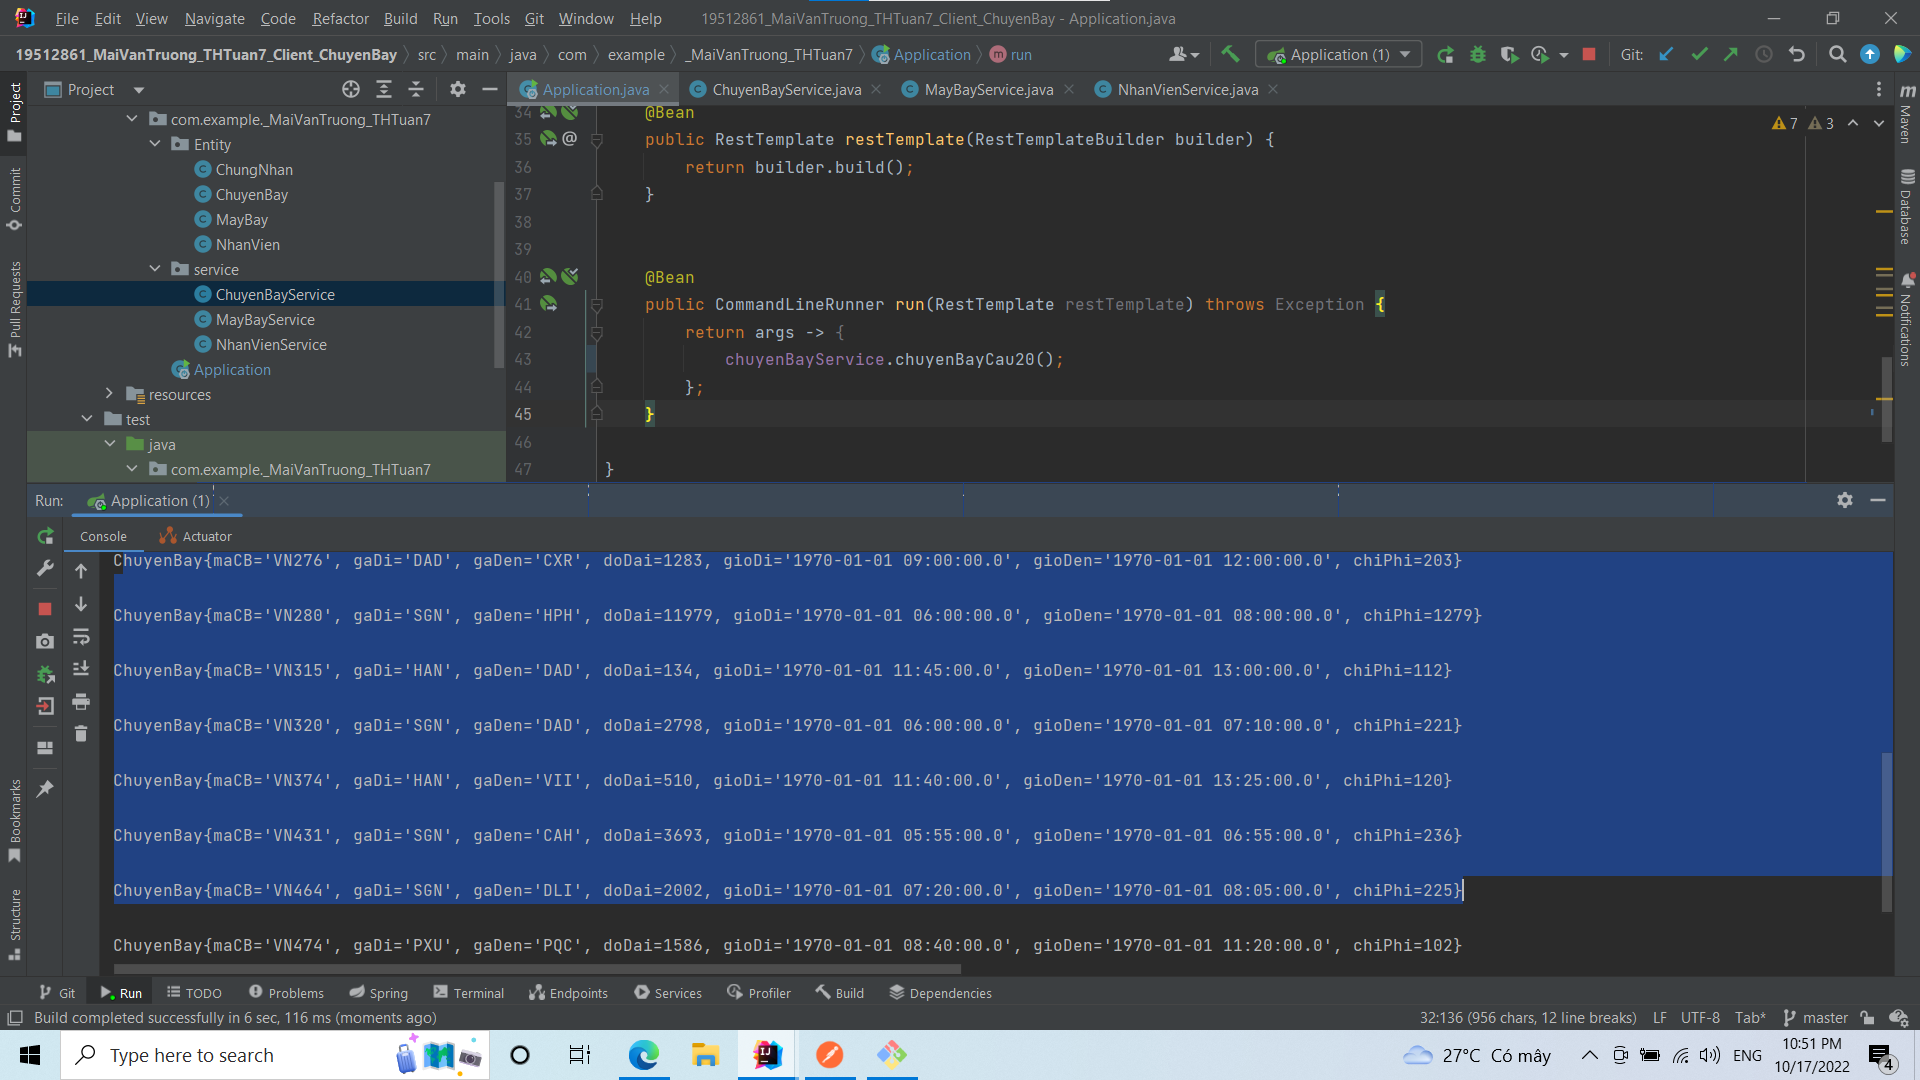 File Edit View Navigate Code Refactor Build Run Tools Git Window Help 19512861_MaiVanTruong_THTuan7_Client_ChuyenBay - Application.java
19512861_MaiVanTruong_THTuan7_Client_ChuyenBay src main java com example _MaiVanTruong_THTuan7 Application run Application (1) Git:
Project
Application.java ChuyenBayService.java MayBayService.java NhanVienService.java
com.example._MaiVanTruong_THTuan7
Entity
ChungNhan
ChuyenBay
MayBay
NhanVien
service
ChuyenBayService
MayBayService
NhanVienService
Application
resources
test
java
com.example._MaiVanTruong_THTuan7
7 3
34 @Bean
35 public RestTemplate restTemplate(RestTemplateBuilder builder) {
36 return builder.build();
37 }
38
39
40 @Bean
41 public CommandLineRunner run(RestTemplate restTemplate) throws Exception {
42 return args -> {
43 chuyenBayService.chuyenBayCau20();
44 };
45 }
46
47 }
Project
Commit
Pull Requests
Bookmarks
Structure
Maven
Database
Notifications
Run: Application (1)
Console Actuator
ChuyenBay{maCB='VN276', gaDi='DAD', gaDen='CXR', doDai=1283, gioDi='1970-01-01 09:00:00.0', gioDen='1970-01-01 12:00:00.0', chiPhi=203}
ChuyenBay{maCB='VN280', gaDi='SGN', gaDen='HPH', doDai=11979, gioDi='1970-01-01 06:00:00.0', gioDen='1970-01-01 08:00:00.0', chiPhi=1279}
ChuyenBay{maCB='VN315', gaDi='HAN', gaDen='DAD', doDai=134, gioDi='1970-01-01 11:45:00.0', gioDen='1970-01-01 13:00:00.0', chiPhi=112}
ChuyenBay{maCB='VN320', gaDi='SGN', gaDen='DAD', doDai=2798, gioDi='1970-01-01 06:00:00.0', gioDen='1970-01-01 07:10:00.0', chiPhi=221}
ChuyenBay{maCB='VN374', gaDi='HAN', gaDen='VII', doDai=510, gioDi='1970-01-01 11:40:00.0', gioDen='1970-01-01 13:25:00.0', chiPhi=120}
ChuyenBay{maCB='VN431', gaDi='SGN', gaDen='CAH', doDai=3693, gioDi='1970-01-01 05:55:00.0', gioDen='1970-01-01 06:55:00.0', chiPhi=236}
ChuyenBay{maCB='VN464', gaDi='SGN', gaDen='DLI', doDai=2002, gioDi='1970-01-01 07:20:00.0', gioDen='1970-01-01 08:05:00.0', chiPhi=225}
ChuyenBay{maCB='VN474', gaDi='PXU', gaDen='PQC', doDai=1586, gioDi='1970-01-01 08:40:00.0', gioDen='1970-01-01 11:20:00.0', chiPhi=102}
Git Run TODO Problems Spring Terminal Endpoints Services Profiler Build Dependencies
Build completed successfully in 6 sec, 116 ms (moments ago) 32:136 (956 chars, 12 line breaks) LF UTF-8 Tab* master
Type here to search 27°C Có mây ENG 10:51 PM
10/17/2022 4